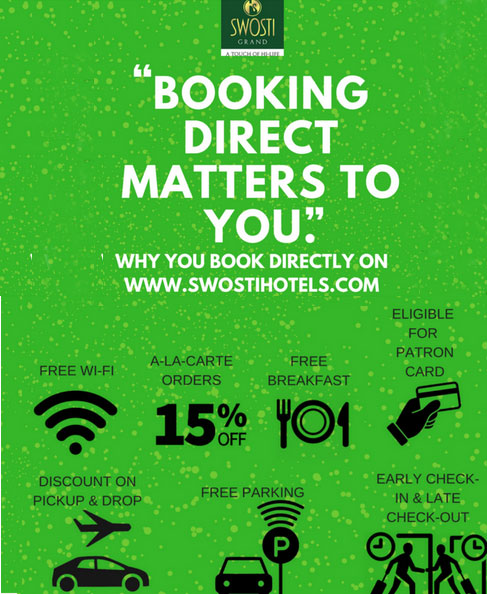 SWOSTI
GRAND
A TOUCH OF HI-LIFE
“BOOKING
DIRECT
MATTERS TO
YOU.”
WHY YOU BOOK DIRECTLY ON
WWW.SWOSTIHOTELS.COM
FREE WI-FI
A-LA-CARTE
ORDERS
15%
OFF
FREE
BREAKFAST
ELIGIBLE
FOR
PATRON
CARD
DISCOUNT ON
PICKUP & DROP
FREE PARKING
P
EARLY CHECK-
IN & LATE
CHECK-OUT